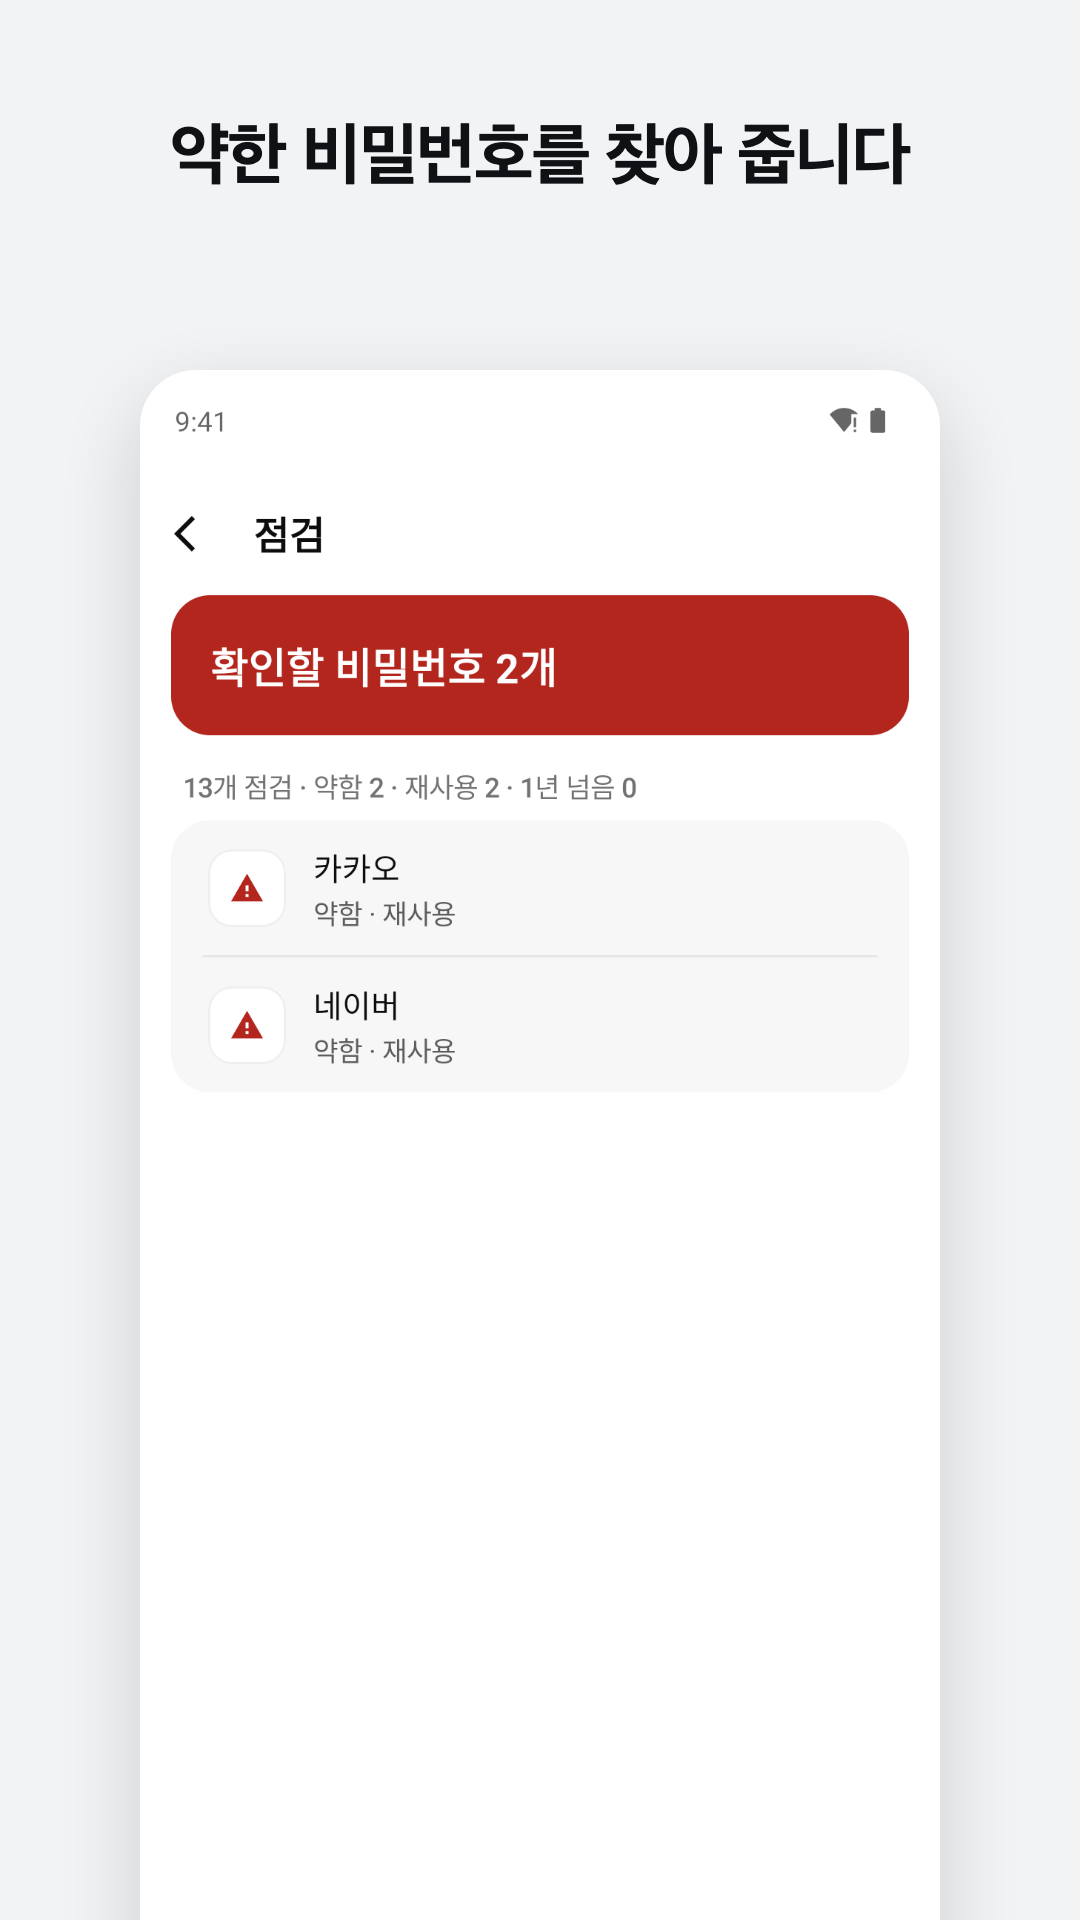 약한 비밀번호를 찾아 줍니다
9:41
점검
확인할 비밀번호 2개
13개 점검 · 약함 2 · 재사용 2 · 1년 넘음 0
카카오
약함 · 재사용
네이버
약함 · 재사용